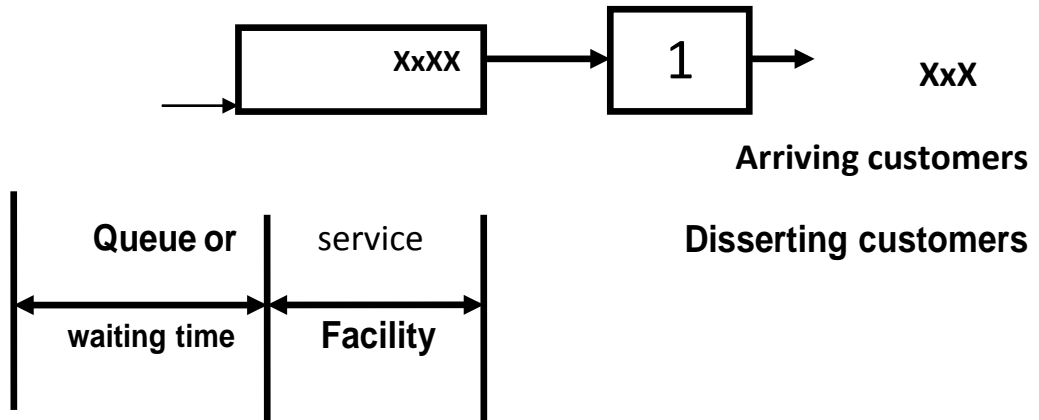 XxXX
1
XxX
Arriving customers
Queue or
service
Disserting customers
waiting time
Facility